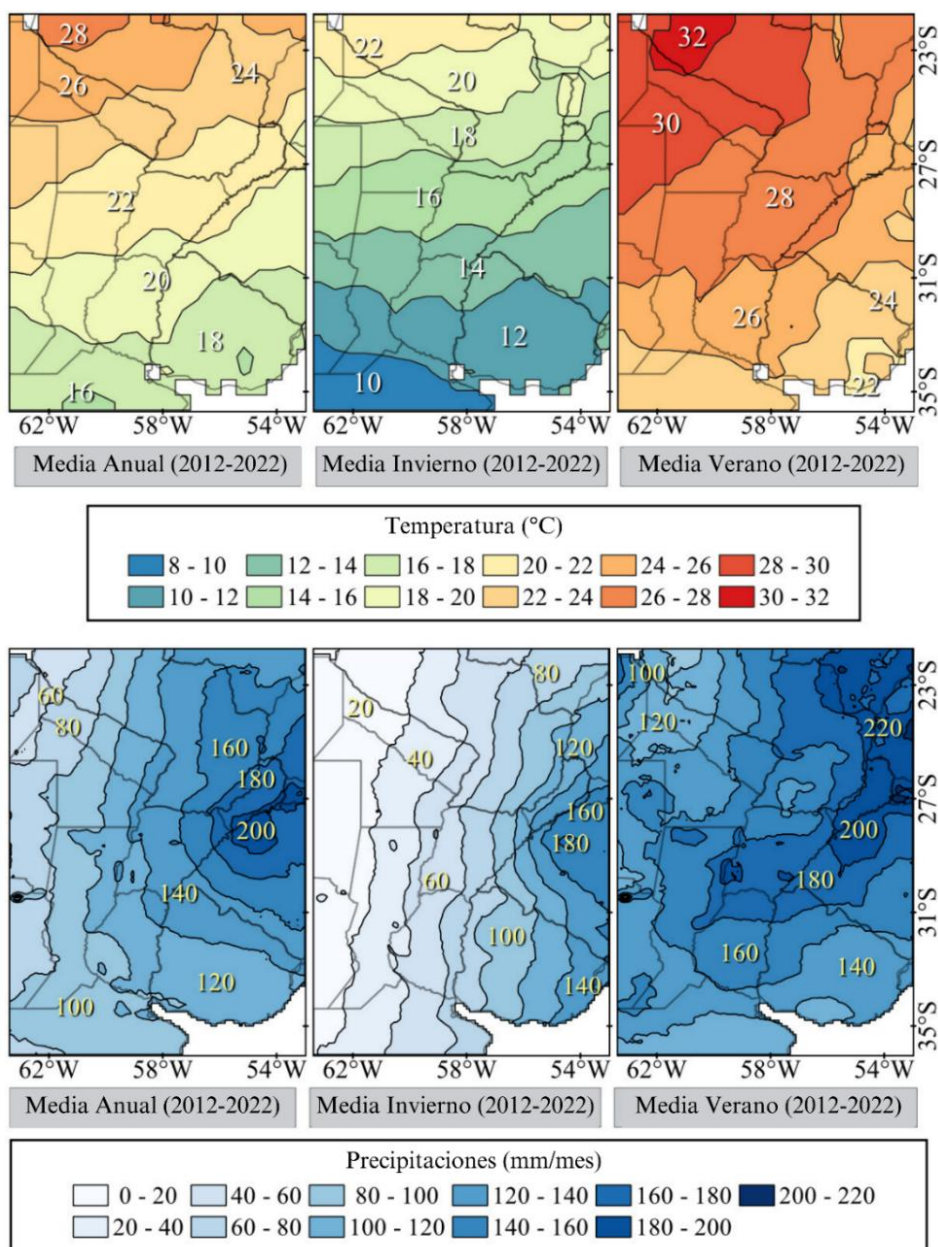 28
26
24
22
20
18
16
22
20
18
16
14
12
10
32
30
28
26
24
22
23°S
27°S
31°S
35°S
62°W 58°W 54°W 62°W 58°W 54°W 62°W 58°W 54°W
Media Anual (2012-2022) Media Invierno (2012-2022) Media Verano (2012-2022)
Temperatura (°C)
8 - 10 12 - 14 16 - 18 20 - 22 24 - 26 28 - 30
10 - 12 14 - 16 18 - 20 22 - 24 26 - 28 30 - 32
60
80
160
180
200
140
120
100
80
20
120
40
160
180
60
100
140
100
120
220
200
180
160
140
23°S
27°S
31°S
35°S
62°W 58°W 54°W 62°W 58°W 54°W 62°W 58°W 54°W
Media Anual (2012-2022) Media Invierno (2012-2022) Media Verano (2012-2022)
Precipitaciones (mm/mes)
0 - 20 40 - 60 80 - 100 120 - 140 160 - 180 200 - 220
20 - 40 60 - 80 100 - 120 140 - 160 180 - 200